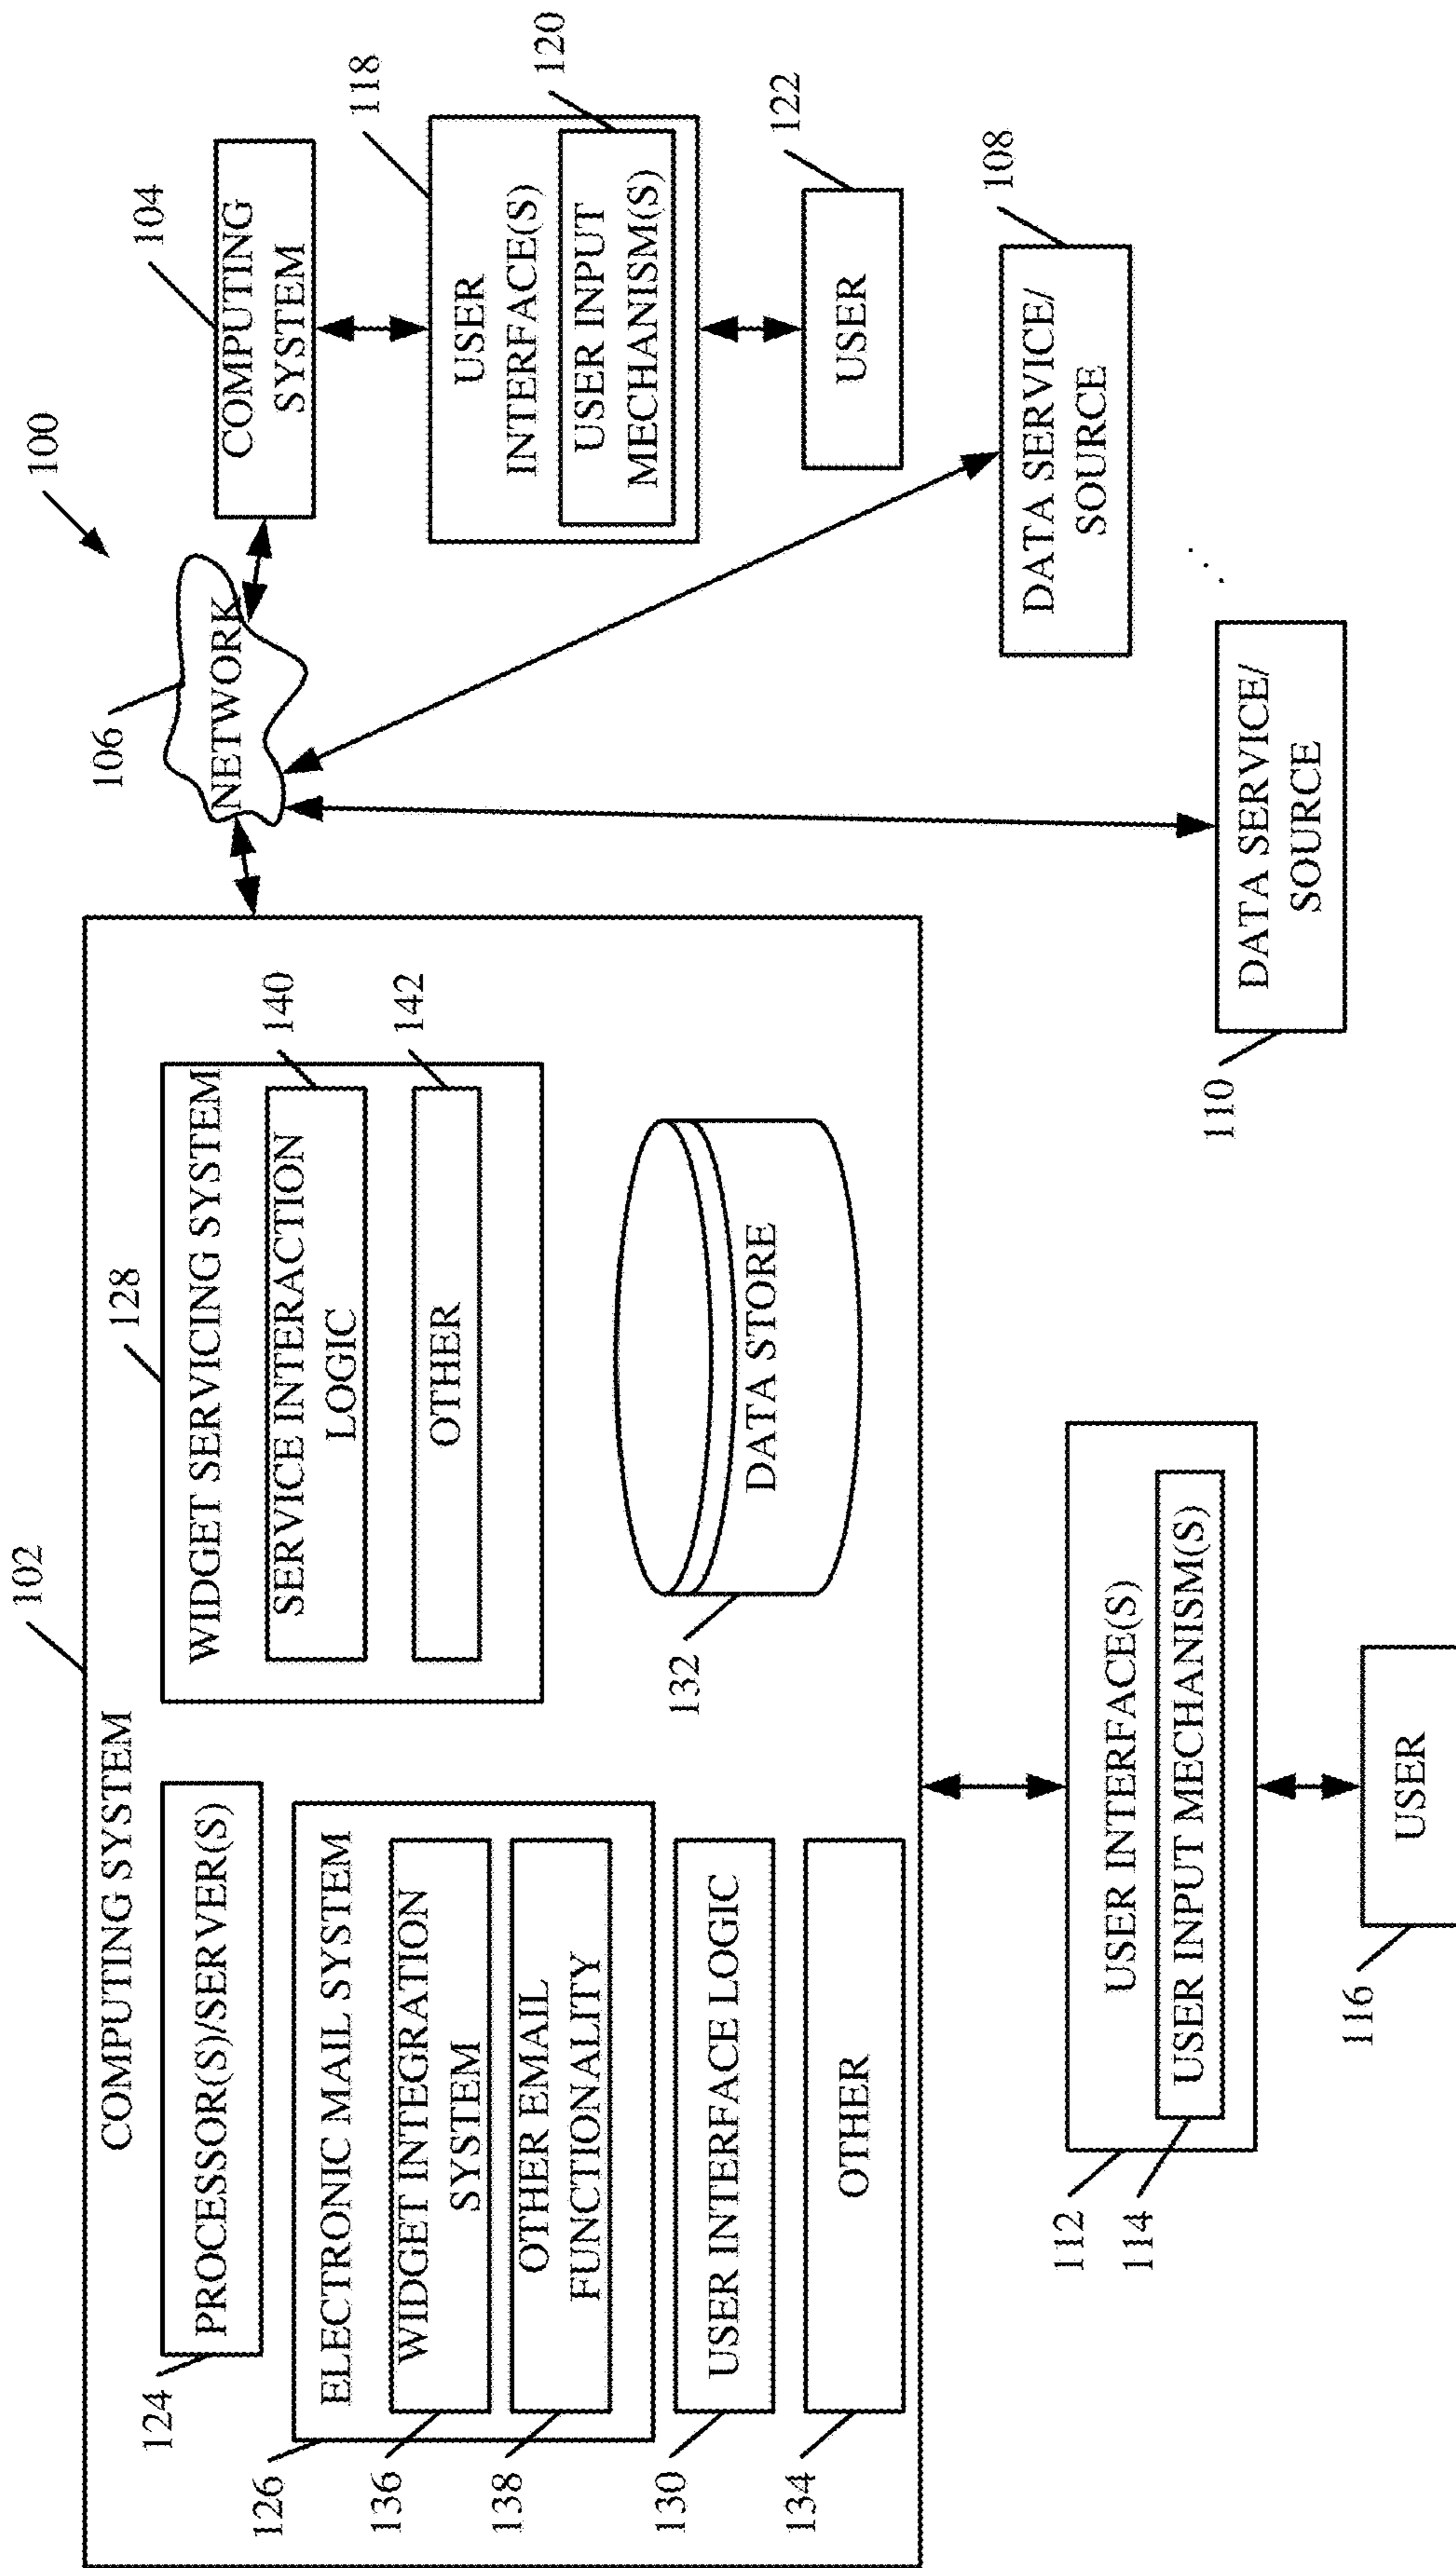 100
102
COMPUTING SYSTEM
124
PROCESSOR(S)/SERVER(S)
126
ELECTRONIC MAIL SYSTEM
136
WIDGET INTEGRATION
SYSTEM
138
OTHER EMAIL
FUNCTIONALITY
130
USER INTERFACE LOGIC
134
OTHER
128
WIDGET SERVICING SYSTEM
140
SERVICE INTERACTION
LOGIC
142
OTHER
132
DATA STORE
106
NETWORK
104
COMPUTING
SYSTEM
118
USER
INTERFACE(S)
120
USER INPUT
MECHANISM(S)
122
USER
108
DATA SERVICE/
SOURCE
. . .
110
DATA SERVICE/
SOURCE
112
USER INTERFACE(S)
114
USER INPUT MECHANISM(S)
116
USER